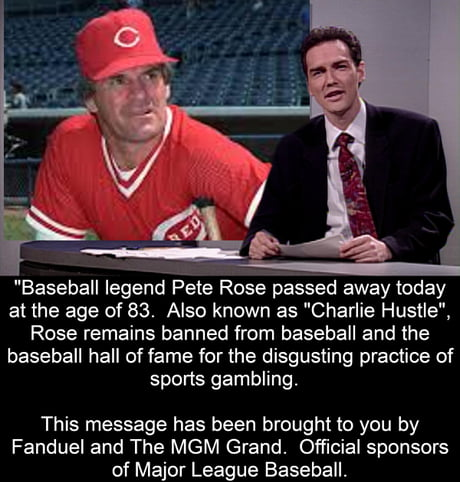 C
REDS
"Baseball legend Pete Rose passed away today
at the age of 83.  Also known as "Charlie Hustle",
Rose remains banned from baseball and the
baseball hall of fame for the disgusting practice of
sports gambling.
This message has been brought to you by
Fanduel and The MGM Grand.  Official sponsors
of Major League Baseball.